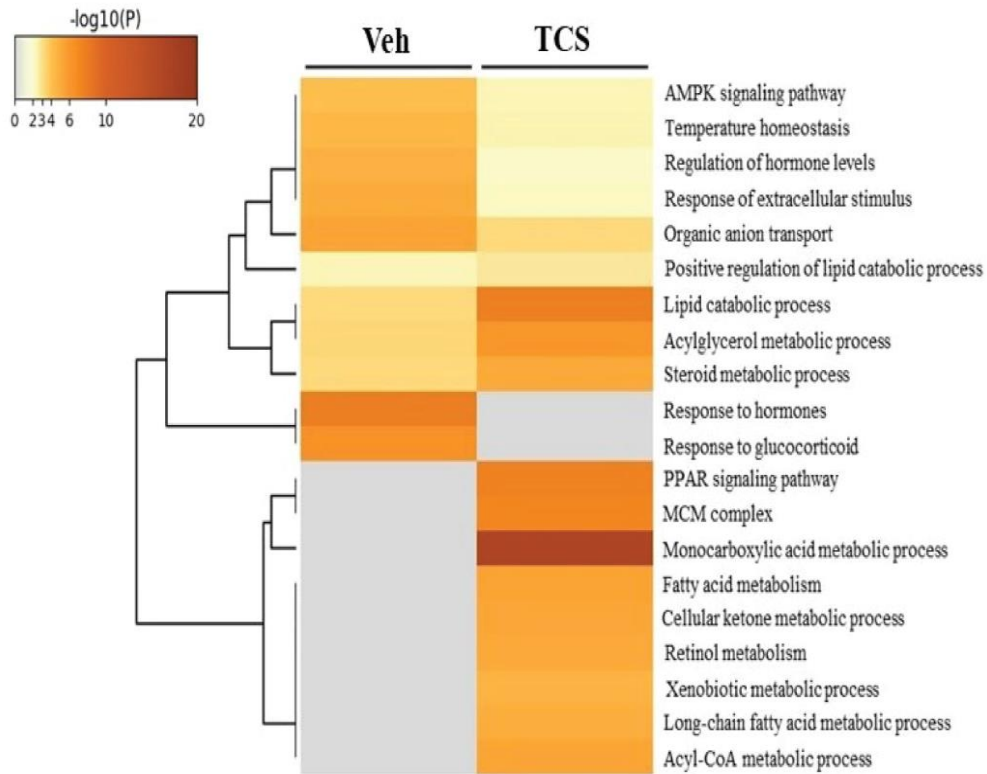 -log10(P)
0 2 3 4 6 10 20
Veh TCS
AMPK signaling pathway
Temperature homeostasis
Regulation of hormone levels
Response of extracellular stimulus
Organic anion transport
Positive regulation of lipid catabolic process
Lipid catabolic process
Acylglycerol metabolic process
Steroid metabolic process
Response to hormones
Response to glucocorticoid
PPAR signaling pathway
MCM complex
Monocarboxylic acid metabolic process
Fatty acid metabolism
Cellular ketone metabolic process
Retinol metabolism
Xenobiotic metabolic process
Long-chain fatty acid metabolic process
Acyl-CoA metabolic process